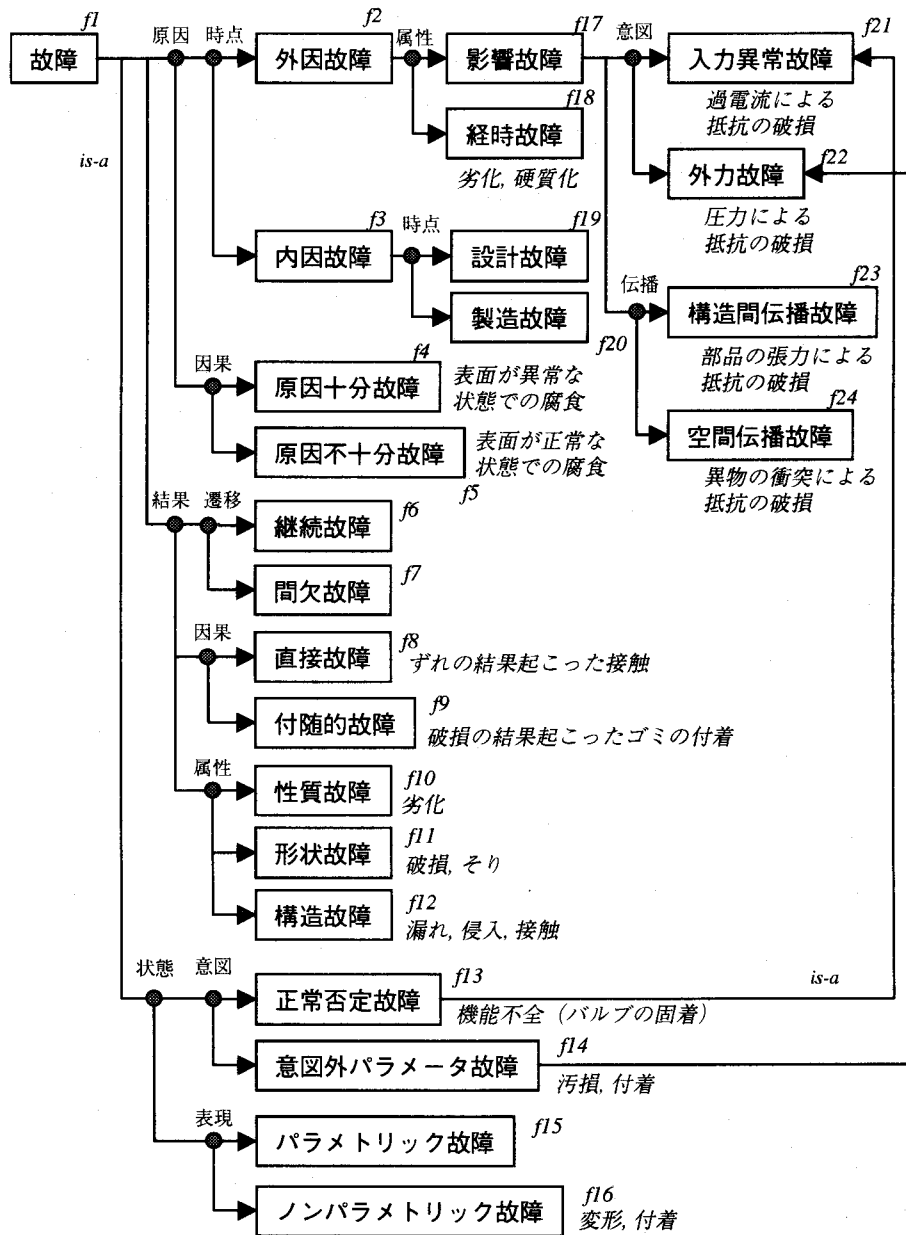 f1
故障
is-a
原因
時点
f2
外因故障
属性
f17
影響故障
意図
f21
入力異常故障
過電流による
抵抗の破損
f18
経時故障
劣化, 硬質化
f22
外力故障
圧力による
抵抗の破損
f3
内因故障
時点
f19
設計故障
製造故障
f20
伝播
f23
構造間伝播故障
部品の張力による
抵抗の破損
f24
空間伝播故障
異物の衝突による
抵抗の破損
因果
f4
原因十分故障
表面が異常な
状態での腐食
原因不十分故障
表面が正常な
状態での腐食
f5
結果
遷移
継続故障
f6
間欠故障
f7
因果
直接故障
f8
ずれの結果起こった接触
付随的故障
f9
破損の結果起こったゴミの付着
属性
性質故障
f10
劣化
形状故障
f11
破損, そり
構造故障
f12
漏れ, 侵入, 接触
状態
意図
正常否定故障
f13
is-a
機能不全（バルブの固着）
意図外パラメータ故障
f14
汚損, 付着
表現
パラメトリック故障
f15
ノンパラメトリック故障
f16
変形, 付着